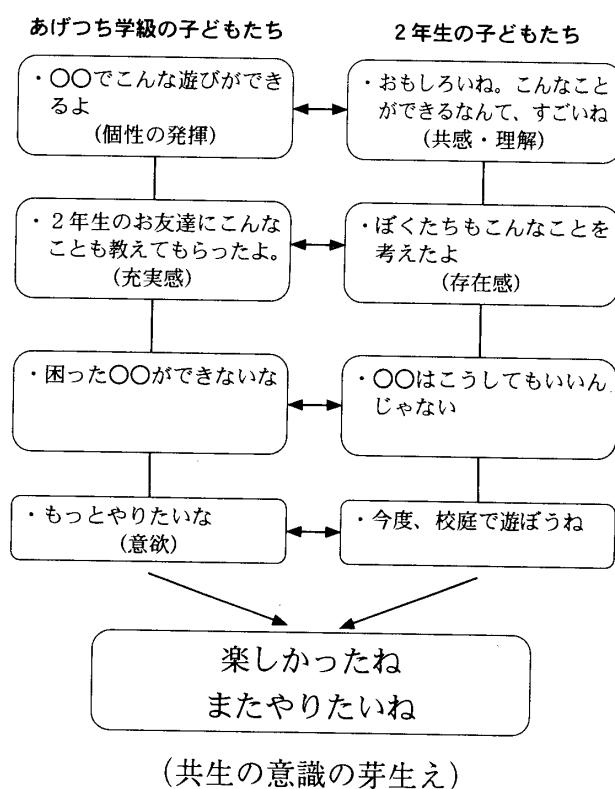 あげつち学級の子どもたち
2年生の子どもたち
・〇〇でこんな遊びができ
るよ
(個性の発揮)
・おもしろいね。こんなこと
ができるなんて、すごいね
(共感・理解)
・2年生のお友達にこんな
ことも教えてもらったよ。
(充実感)
・ぼくたちもこんなことを
考えたよ
(存在感)
・困った〇〇ができないな
・〇〇はこうしてもいいん
じゃない
・もっとやりたいな
(意欲)
・今度、校庭で遊ぼうね
楽しかったね
またやりたいね
(共生の意識の芽生え)